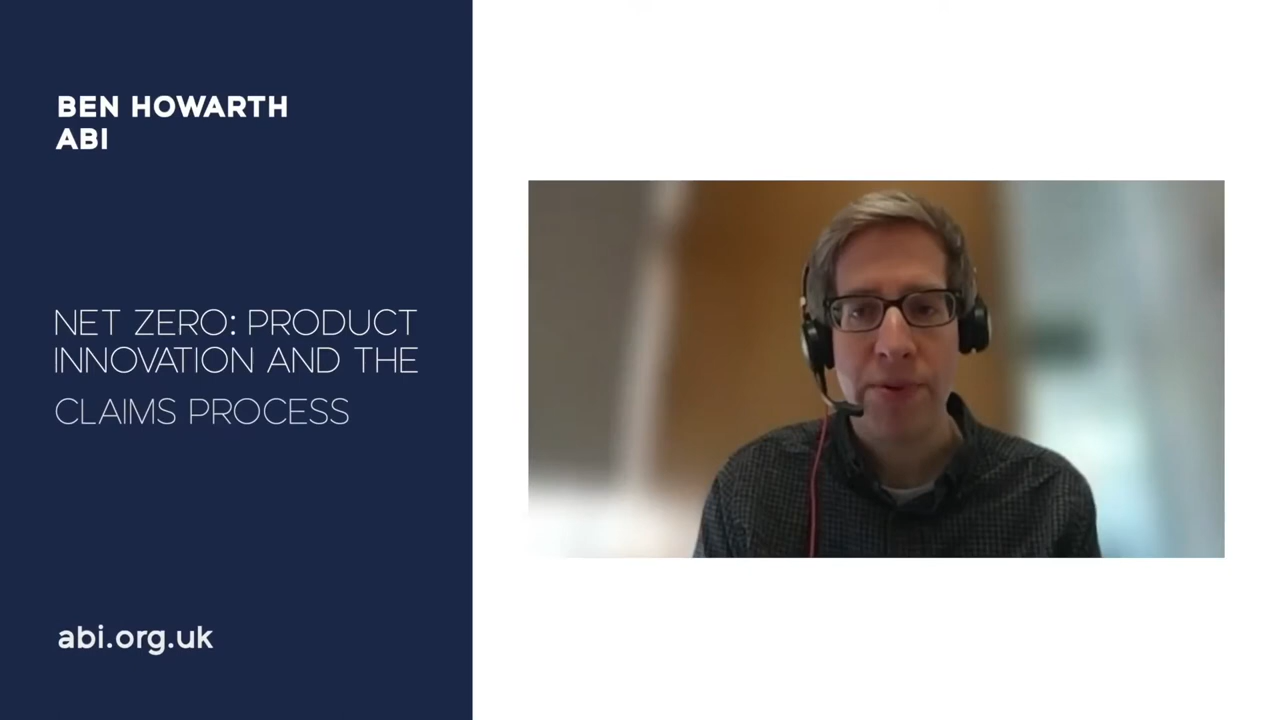 BEN HOWARTH
ABI
NET ZERO: PRODUCT
INNOVATION AND THE
CLAIMS PROCESS
abi.org.uk